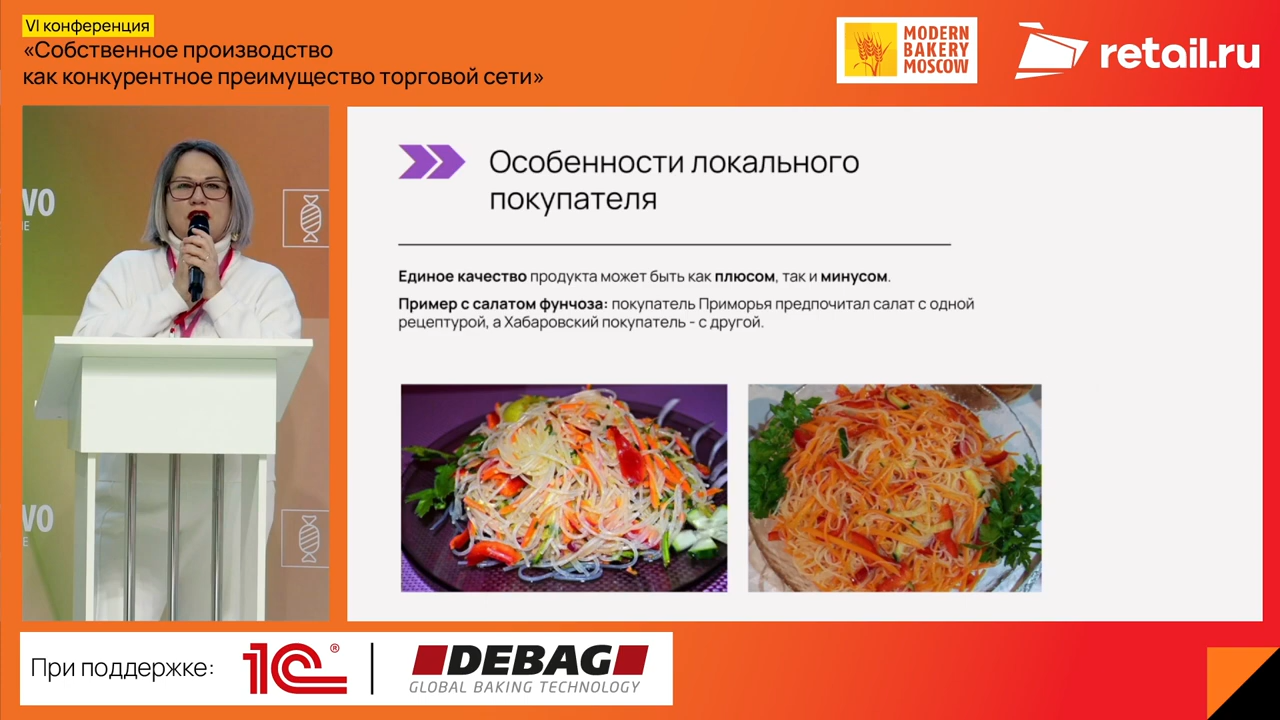 VI конференция
«Собственное производство
как конкурентное преимущество торговой сети»
MODERN
BAKERY
MOSCOW
retail.ru
VO
E
Особенности локального
покупателя
Единое качество продукта может быть как плюсом, так и минусом.
Пример с салатом фунчоза: покупатель Приморья предпочитал салат с одной
рецептурой, а Хабаровский покупатель - с другой.
VO
E
При поддержке:
1С®
DEBAG
GLOBAL BAKING TECHNOLOGY